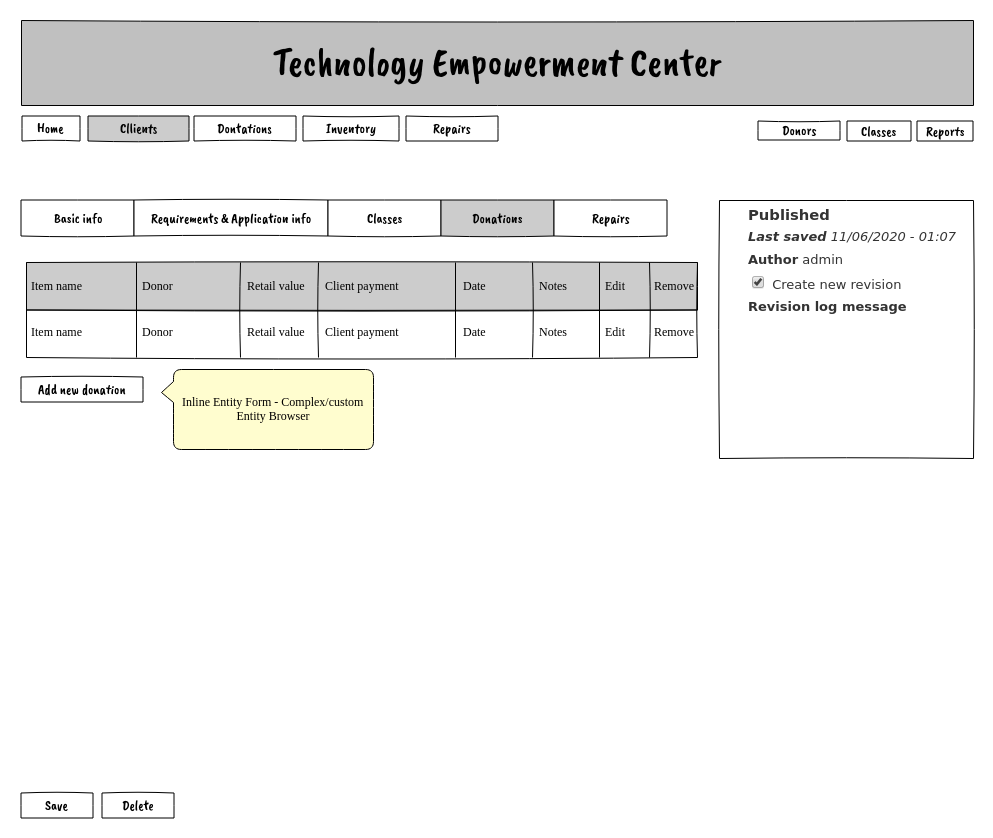 Technology Empowerment Center
Home Cllients Dontations Inventory Repairs Donors Classes Reports
Basic info Requirements & Application info Classes Donations Repairs
Published
Last saved 11/06/2020 - 01:07
Author admin
Create new revision
Revision log message
Item name Donor Retail value Client payment Date Notes Edit Remove
Item name Donor Retail value Client payment Date Notes Edit Remove
Add new donation
Inline Entity Form - Complex/custom
Entity Browser
Save Delete